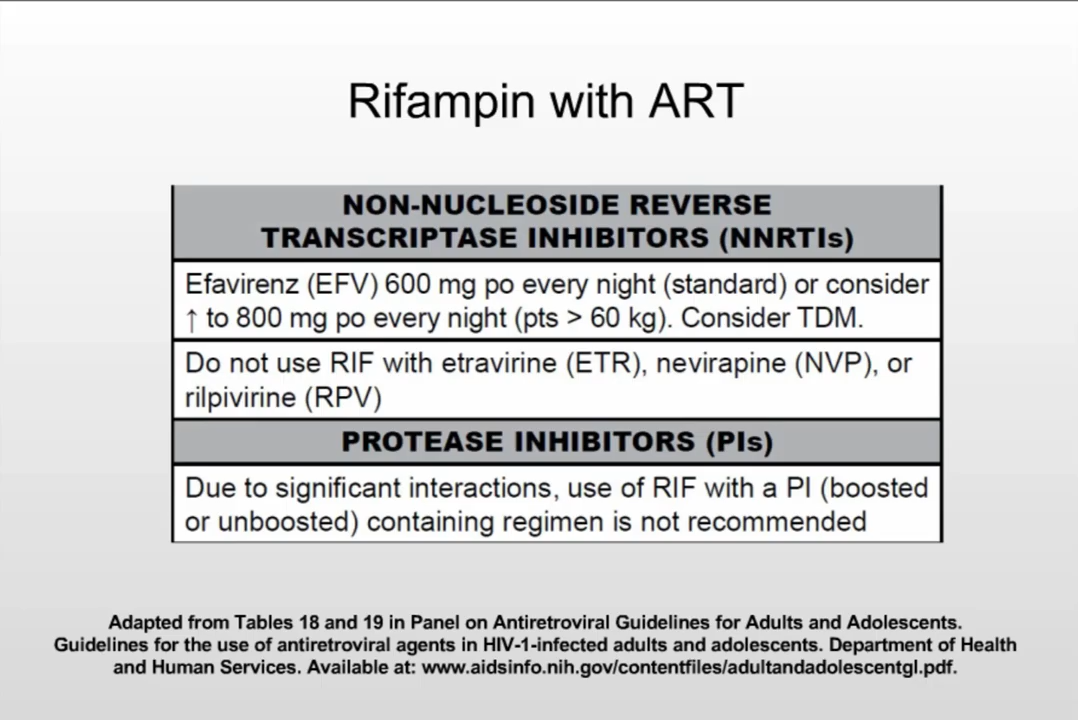 Rifampin with ART
NON-NUCLEOSIDE REVERSE
TRANSCRIPTASE INHIBITORS (NNRTIs)
Efavirenz (EFV) 600 mg po every night (standard) or consider
↑ to 800 mg po every night (pts > 60 kg). Consider TDM.
Do not use RIF with etravirine (ETR), nevirapine (NVP), or
rilpivirine (RPV)
PROTEASE INHIBITORS (PIs)
Due to significant interactions, use of RIF with a PI (boosted
or unboosted) containing regimen is not recommended
Adapted from Tables 18 and 19 in Panel on Antiretroviral Guidelines for Adults and Adolescents.
Guidelines for the use of antiretroviral agents in HIV-1-infected adults and adolescents. Department of Health
and Human Services. Available at: www.aidsinfo.nih.gov/contentfiles/adultandadolescentgl.pdf.